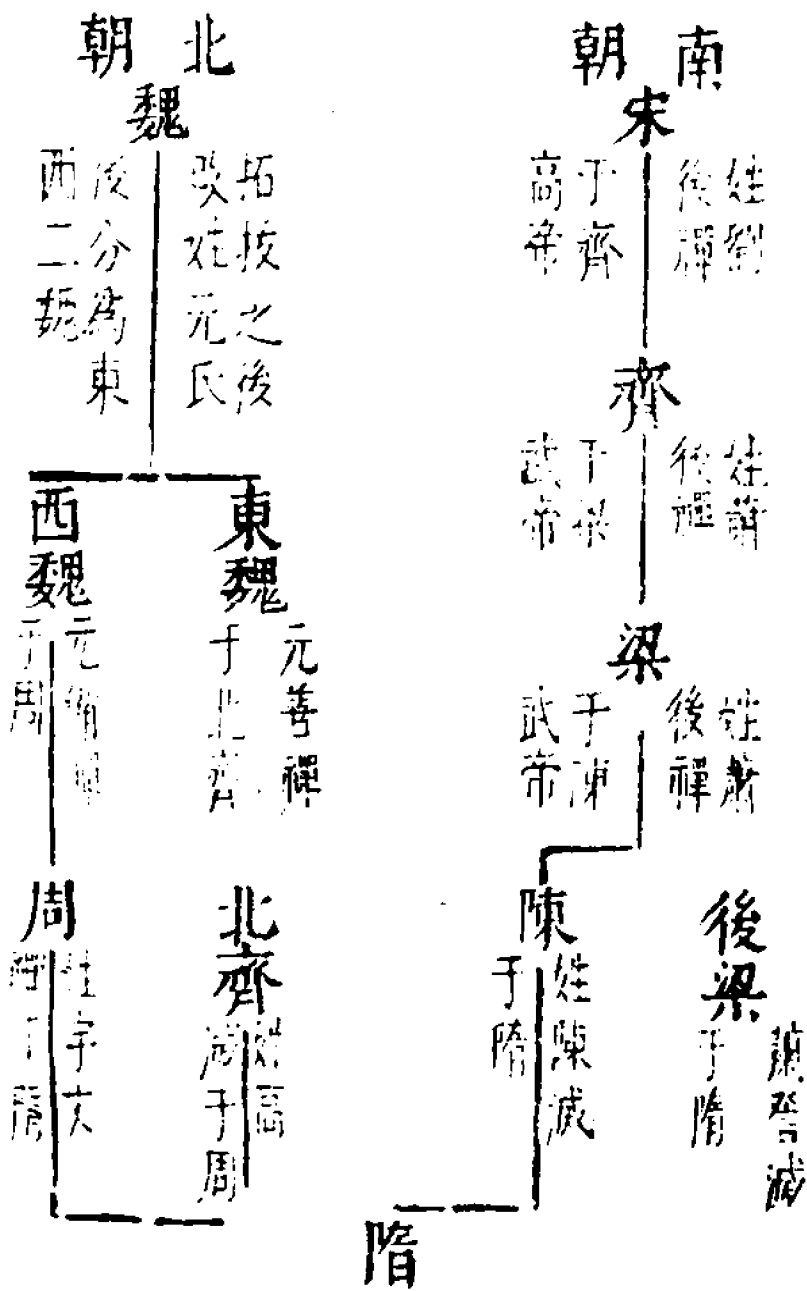 南朝
宋
姓劉
後禪
于齊
高帝
齊
姓蕭
後禪
于梁
武帝
梁
姓蕭
後禪
于陳
武帝
後梁
蕭詧滅
于隋
陳
姓陳滅
于隋
北朝
魏
拓拔之後
改姓元氏
後分為東
西二魏
東魏
元善禪
于北齊
西魏
元
于周
北齊
姓高
滅于周
周
姓宇文
于隋
隋